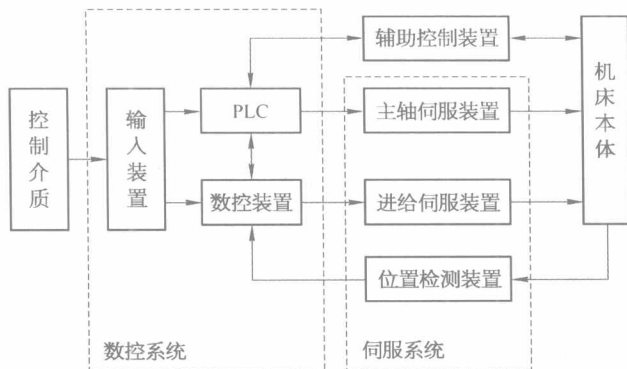 控制介质
输入装置
PLC
数控装置
辅助控制装置
主轴伺服装置
进给伺服装置
位置检测装置
机床本体
数控系统
伺服系统